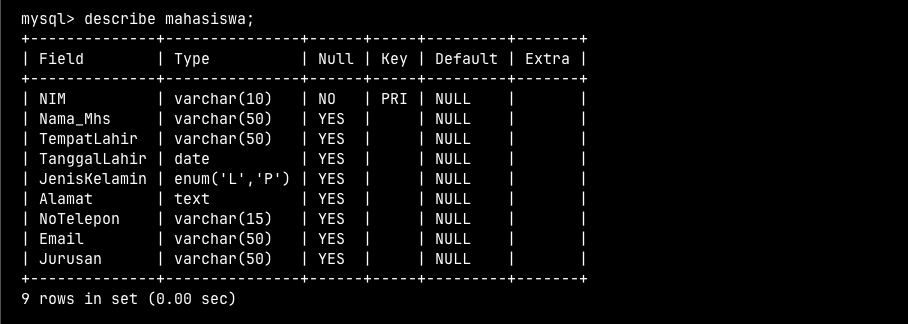 mysql> describe mahasiswa;
+--------------+---------------+------+-----+---------+-------+
| Field        | Type          | Null | Key | Default | Extra |
+--------------+---------------+------+-----+---------+-------+
| NIM          | varchar(10)   | NO   | PRI | NULL    |       |
| Nama_Mhs     | varchar(50)   | YES  |     | NULL    |       |
| TempatLahir  | varchar(50)   | YES  |     | NULL    |       |
| TanggalLahir | date          | YES  |     | NULL    |       |
| JenisKelamin | enum('L','P') | YES  |     | NULL    |       |
| Alamat       | text          | YES  |     | NULL    |       |
| NoTelepon    | varchar(15)   | YES  |     | NULL    |       |
| Email        | varchar(50)   | YES  |     | NULL    |       |
| Jurusan      | varchar(50)   | YES  |     | NULL    |       |
+--------------+---------------+------+-----+---------+-------+
9 rows in set (0.00 sec)